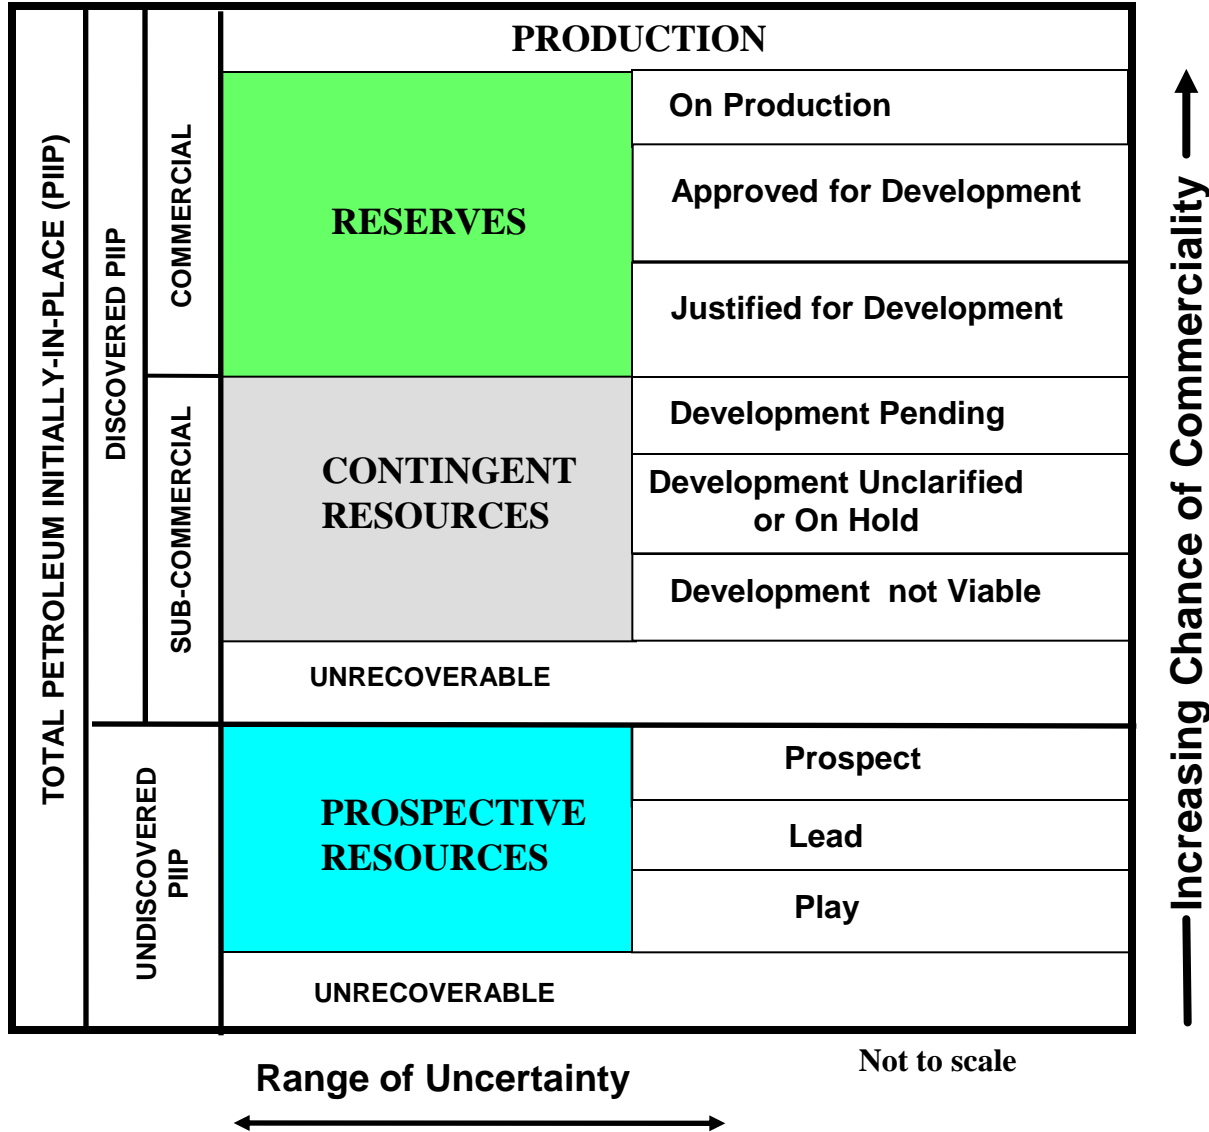 TOTAL PETROLEUM INITIALLY-IN-PLACE (PIIP)
DISCOVERED PIIP
COMMERCIAL
SUB-COMMERCIAL
UNDISCOVERED
PIIP
PRODUCTION
RESERVES
On Production
Approved for Development
Justified for Development
CONTINGENT
RESOURCES
Development Pending
Development Unclarified
or On Hold
Development not Viable
UNRECOVERABLE
PROSPECTIVE
RESOURCES
Prospect
Lead
Play
UNRECOVERABLE
Increasing Chance of Commerciality
Range of Uncertainty
Not to scale